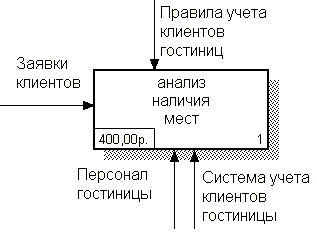 Правила учета
клиентов
гостиниц
Заявки
клиентов
анализ
наличия
мест
400,00р.
1
Персонал
гостиницы
Система учета
клиентов
гостиницы